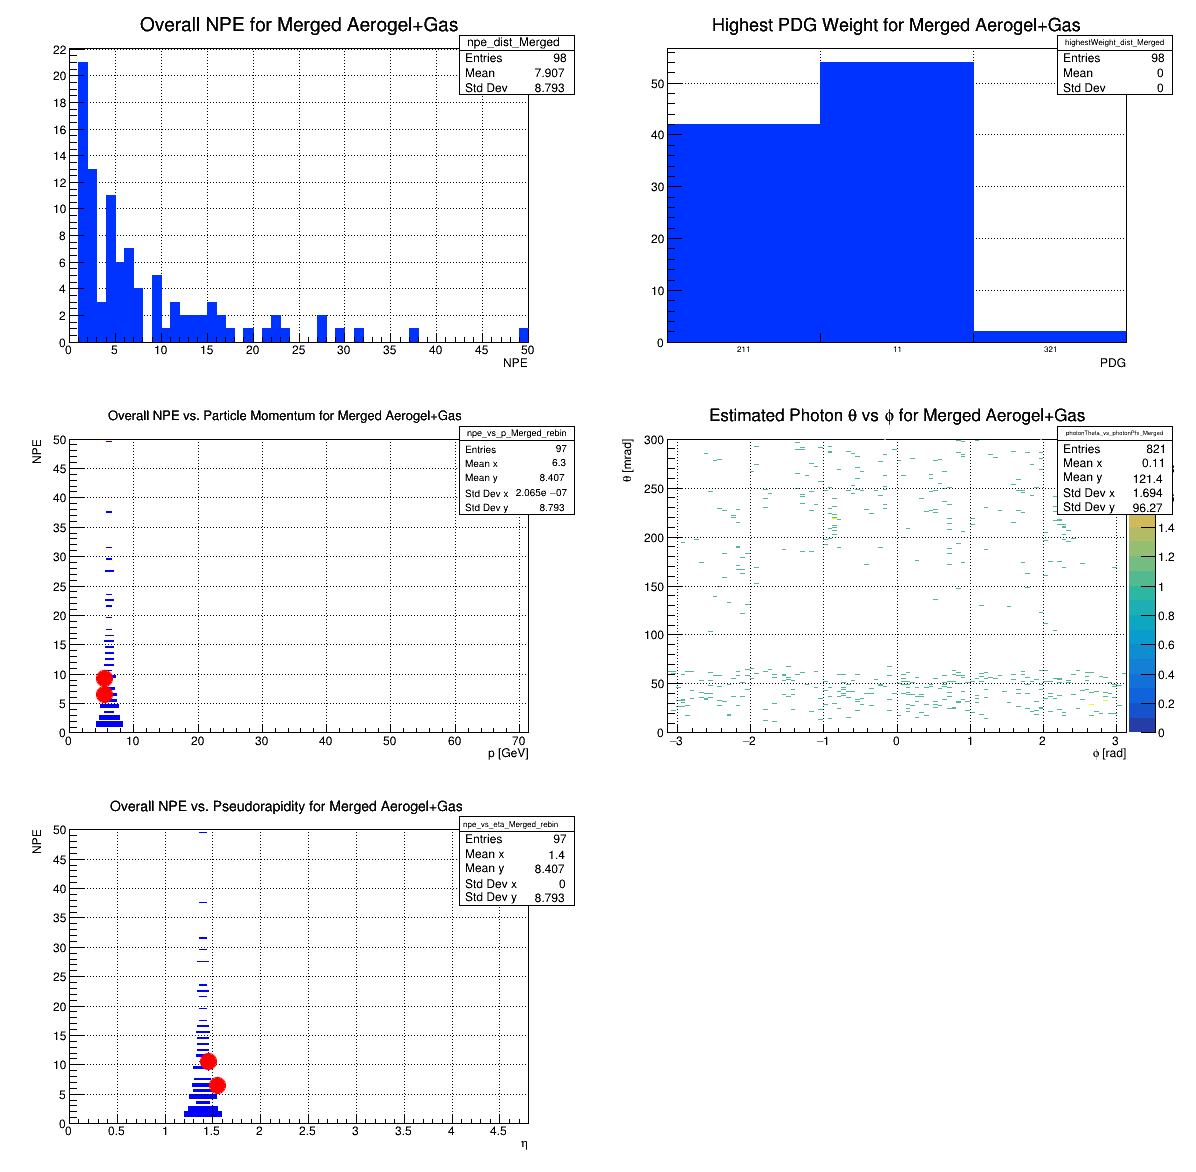 Overall NPE for Merged Aerogel+Gas
npe_dist_Merged
Entries 98
Mean 7.907
Std Dev 8.793
22
20
18
16
14
12
10
8
6
4
2
0
0 5 10 15 20 25 30 35 40 45 50
NPE
Highest PDG Weight for Merged Aerogel+Gas
highestWeight_dist_Merged
Entries 98
Mean 0
Std Dev 0
50
40
30
20
10
0
211 11 321
PDG
Overall NPE vs. Particle Momentum for Merged Aerogel+Gas
npe_vs_p_Merged_rebin
Entries 97
Mean x 6.3
Mean y 8.407
Std Dev x 2.065e −07
Std Dev y 8.793
NPE
50
45
40
35
30
25
20
15
10
5
0
0 10 20 30 40 50 60 70
p [GeV]
Estimated Photon θ vs ϕ for Merged Aerogel+Gas
photonTheta_vs_photonPhi_Merged
Entries 821
Mean x 0.11
Mean y 121.4
Std Dev x 1.694
Std Dev y 96.27
θ [mrad]
300
250
200
150
100
50
0
−3 −2 −1 0 1 2 3
ϕ [rad]
1.4
1.2
1
0.8
0.6
0.4
0.2
0
Overall NPE vs. Pseudorapidity for Merged Aerogel+Gas
npe_vs_eta_Merged_rebin
Entries 97
Mean x 1.4
Mean y 8.407
Std Dev x 0
Std Dev y 8.793
NPE
50
45
40
35
30
25
20
15
10
5
0
0 0.5 1 1.5 2 2.5 3 3.5 4 4.5
η